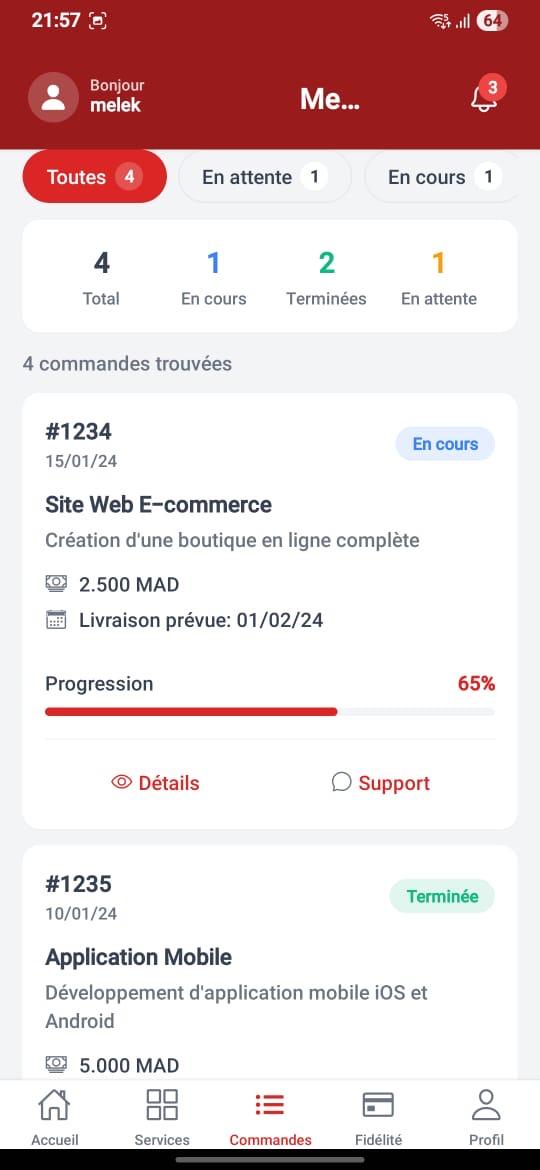 21:57
64
Bonjour
melek
Me...
3
Toutes 4
En attente 1
En cours 1
4
Total
1
En cours
2
Terminées
1
En attente
4 commandes trouvées
#1234
En cours
15/01/24
Site Web E-commerce
Création d'une boutique en ligne complète
2.500 MAD
Livraison prévue: 01/02/24
Progression 65%
Détails
Support
#1235
Terminée
10/01/24
Application Mobile
Développement d'application mobile iOS et
Android
5.000 MAD
Accueil
Services
Commandes
Fidélité
Profil